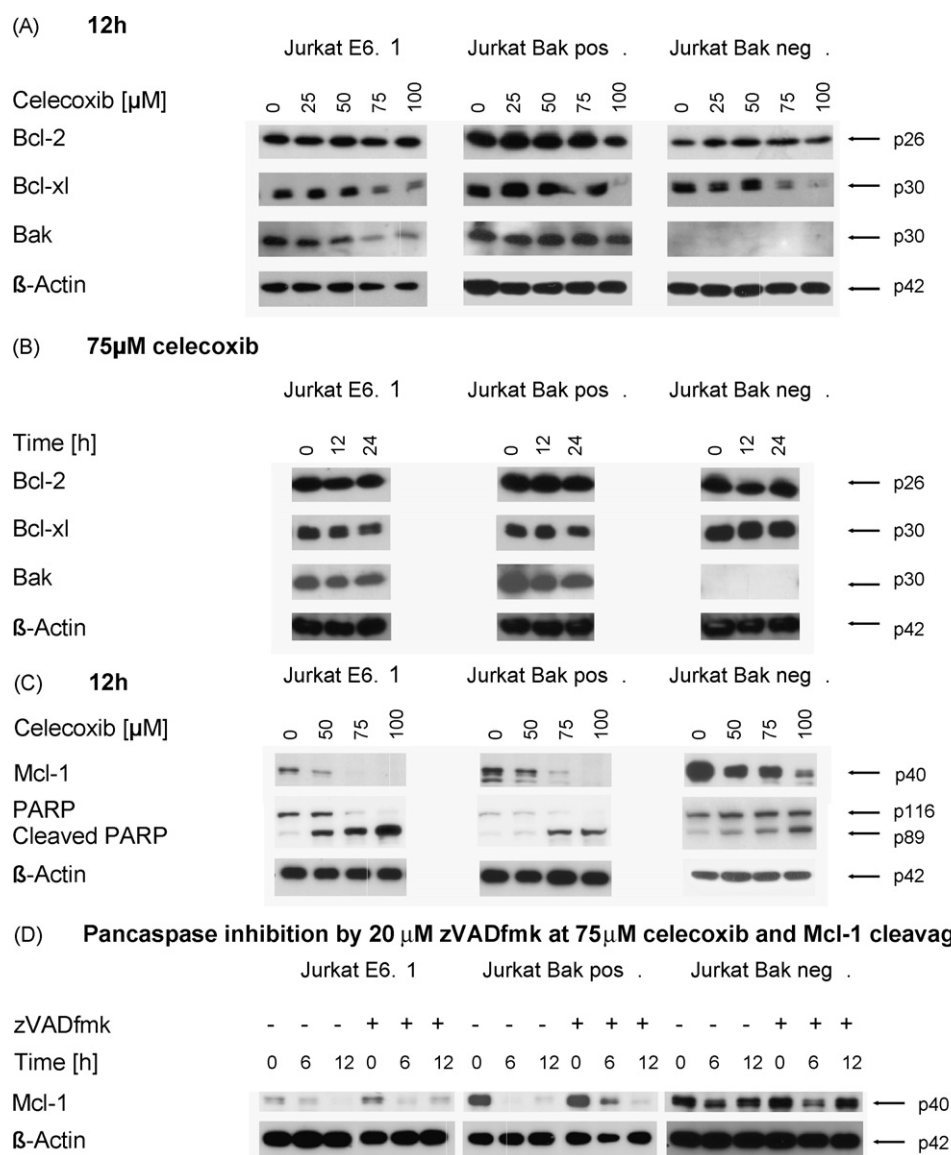 (A) 12h
Jurkat E6. 1 Jurkat Bak pos . Jurkat Bak neg .
Celecoxib [µM] 0 25 50 75 100 0 25 50 75 100 0 25 50 75 100
Bcl-2 p26
Bcl-xl p30
Bak p30
ß-Actin p42
(B) 75µM celecoxib
Jurkat E6. 1 Jurkat Bak pos . Jurkat Bak neg .
Time [h] 0 12 24 0 12 24 0 12 24
Bcl-2 p26
Bcl-xl p30
Bak p30
ß-Actin p42
(C) 12h Jurkat E6. 1 Jurkat Bak pos . Jurkat Bak neg .
Celecoxib [µM] 0 50 75 100 0 50 75 100 0 50 75 100
Mcl-1 p40
PARP p116
Cleaved PARP p89
ß-Actin p42
(D) Pancaspase inhibition by 20 µM zVADfmk at 75µM celecoxib and Mcl-1 cleavag
Jurkat E6. 1 Jurkat Bak pos . Jurkat Bak neg .
zVADfmk - - - + + + - - - + + + - - - + + +
Time [h] 0 6 12 0 6 12 0 6 12 0 6 12 0 6 12 0 6 12
Mcl-1 p40
ß-Actin p42